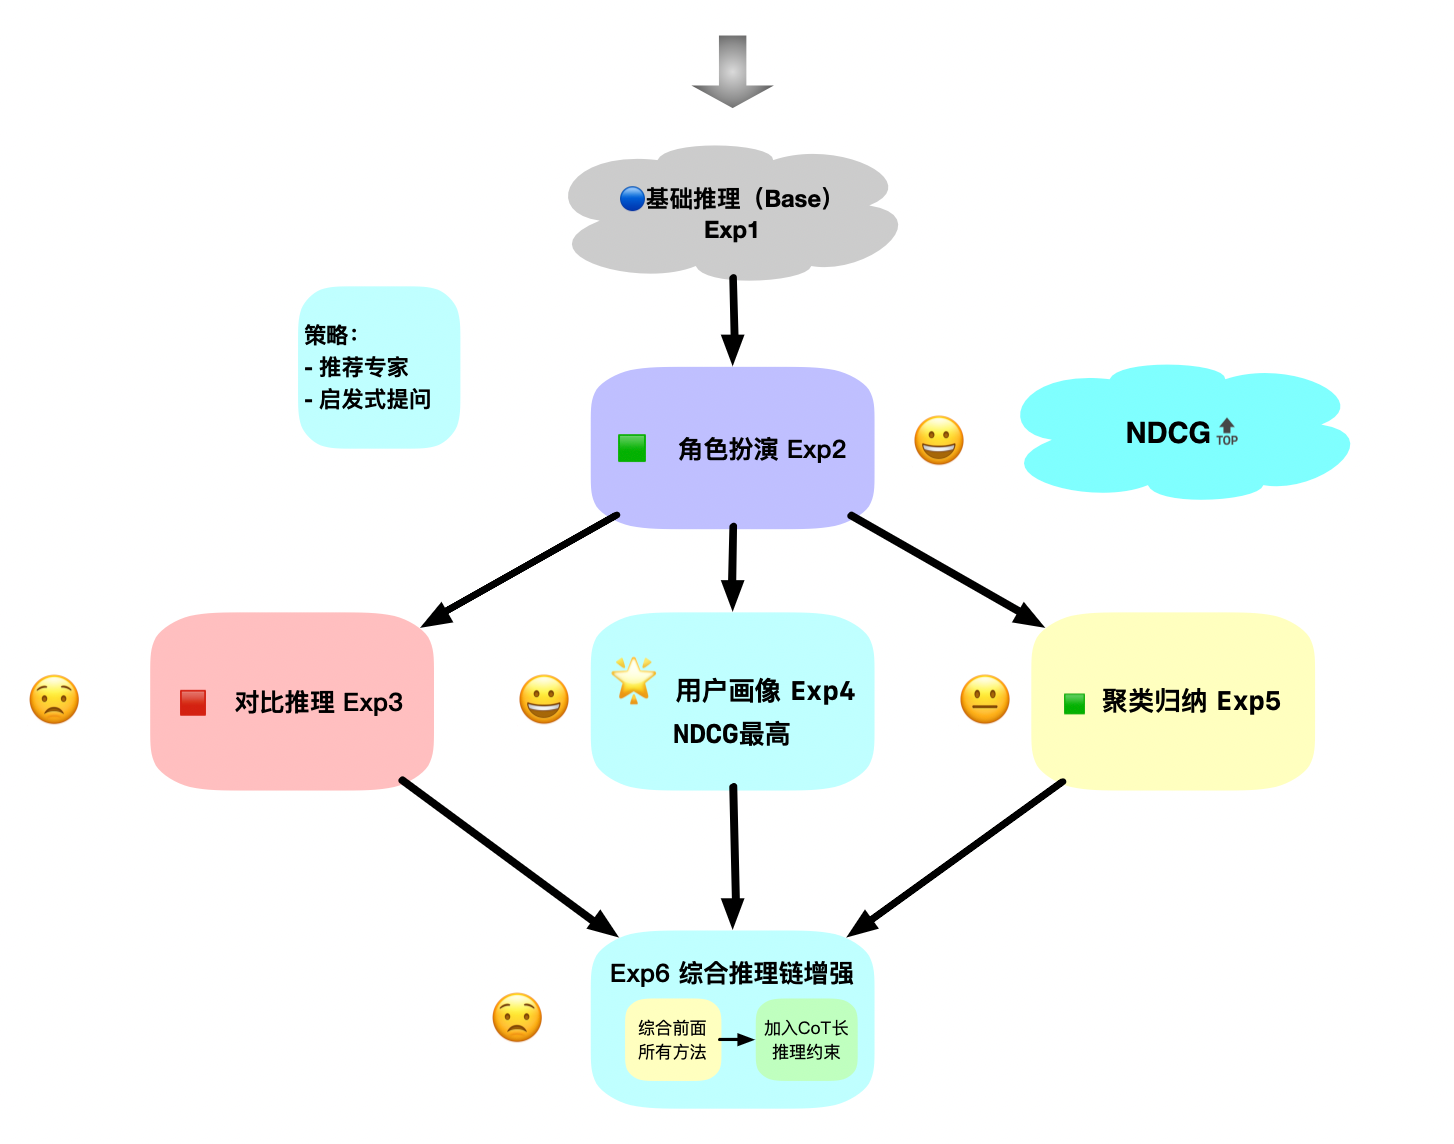 🔵基础推理（Base）
Exp1
策略：
- 推荐专家
- 启发式提问
角色扮演 Exp2
NDCG
TOP
对比推理 Exp3
用户画像 Exp4
NDCG最高
聚类归纳 Exp5
Exp6 综合推理链增强
综合前面
所有方法
加入CoT长
推理约束